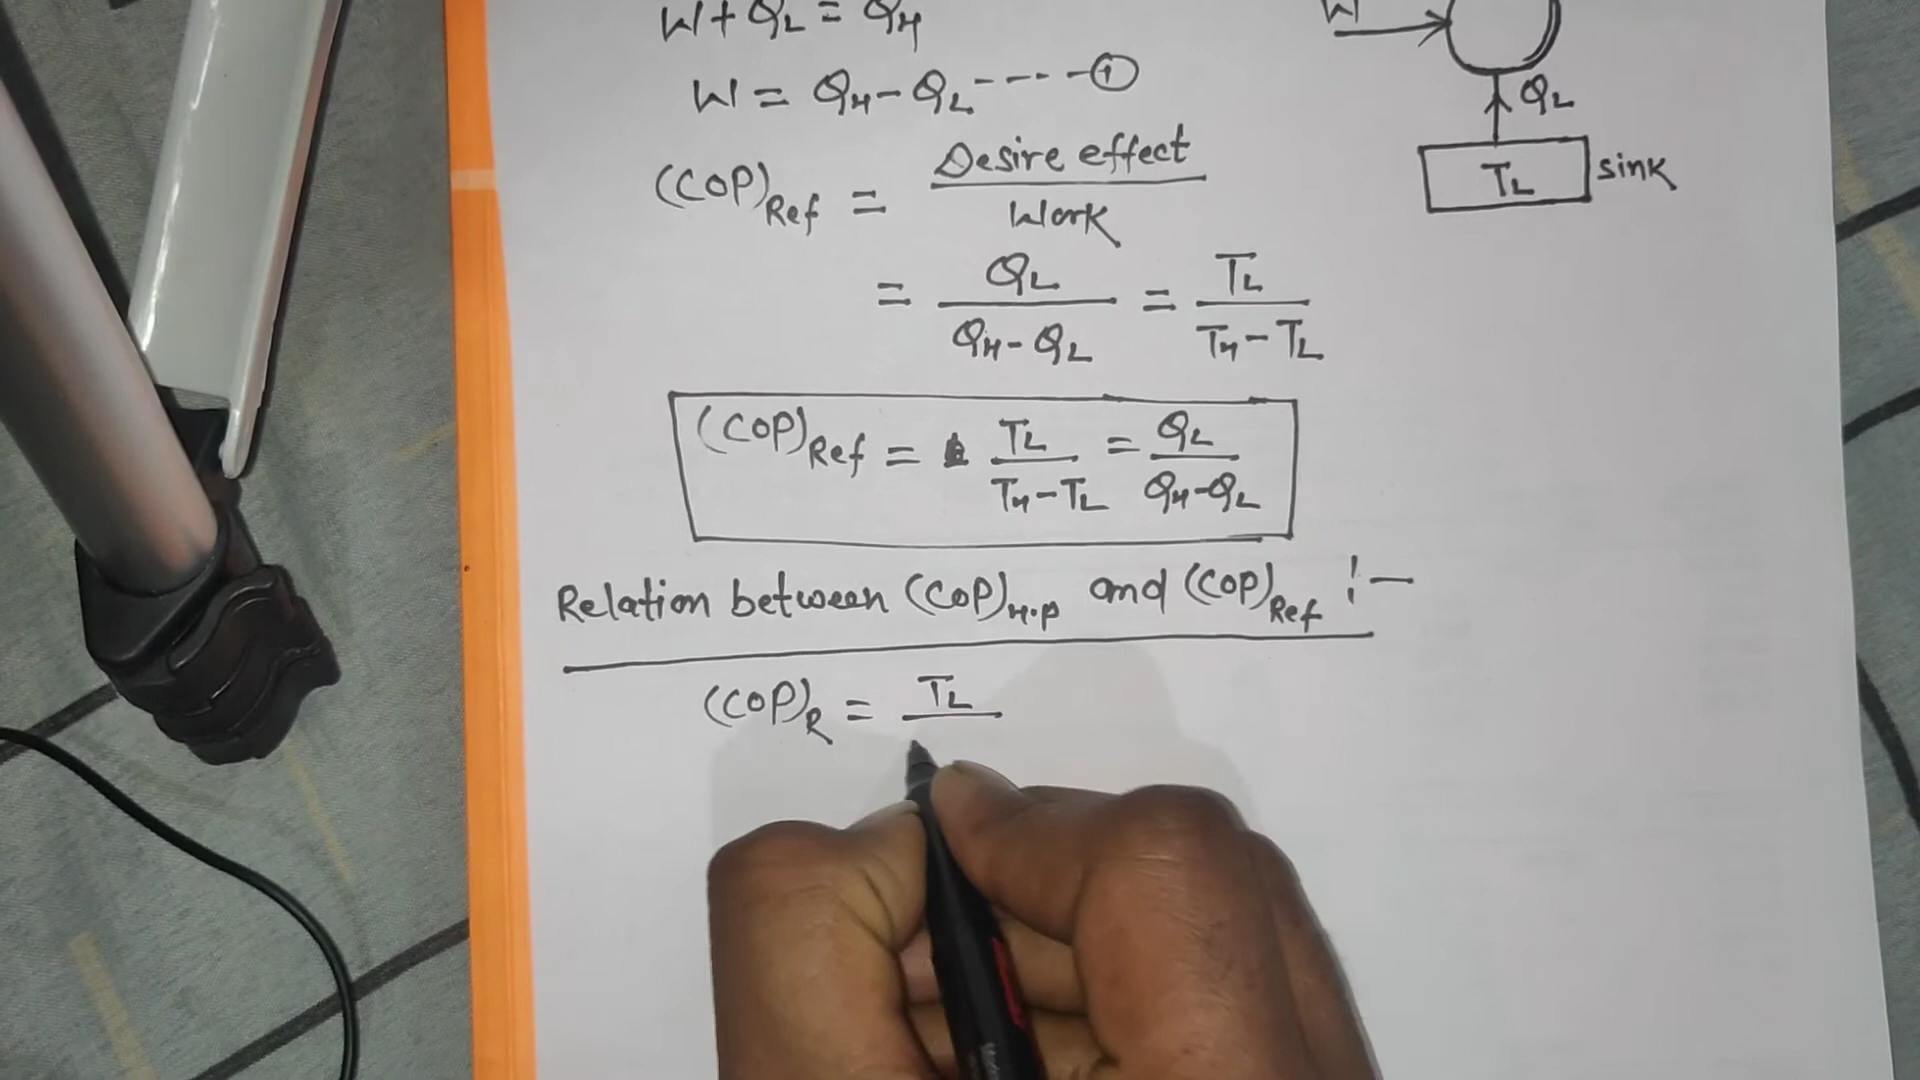 W + QL = QH
W = QH - QL ---- ①
(COP)Ref = Desire effect / Work
= QL / QH - QL = TL / TH - TL
(COP)Ref = TL / TH - TL = QL / QH - QL
Relation between (COP)H.P and (COP)Ref :-
(COP)R = TL
W
QL
TL sink